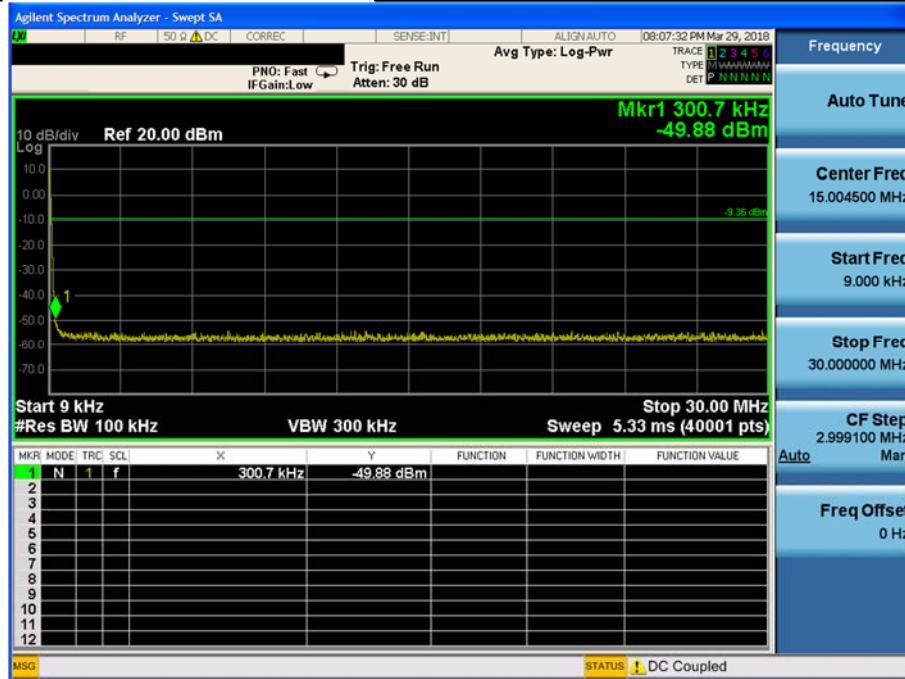 Agilent Spectrum Analyzer - Swept SA
LXI RF 50 Ω DC CORREC SENSE:INT ALIGN AUTO 08:07:32 PM Mar 29, 2018
Avg Type: Log-Pwr
TRACE 1 2 3 4 5 6
PNO: Fast Trig: Free Run
TYPE M WWWWW
IFGain:Low Atten: 30 dB
DET P N N N N N
Mkr1 300.7 kHz
-49.88 dBm
10 dB/div Ref 20.00 dBm
Log
10.0
0.00
-10.0
-9.36 dBm
-20.0
-30.0
-40.0
1
-50.0
-60.0
-70.0
Start 9 kHz Stop 30.00 MHz
#Res BW 100 kHz VBW 300 kHz Sweep 5.33 ms (40001 pts)
MKR MODE TRC SCL X Y FUNCTION FUNCTION WIDTH FUNCTION VALUE
1 N 1 f 300.7 kHz -49.88 dBm
2
3
4
5
6
7
8
9
10
11
12
MSG STATUS DC Coupled
Frequency
Auto Tune
Center Freq
15.004500 MHz
Start Freq
9.000 kHz
Stop Freq
30.000000 MHz
CF Step
2.999100 MHz
Auto Man
Freq Offset
0 Hz